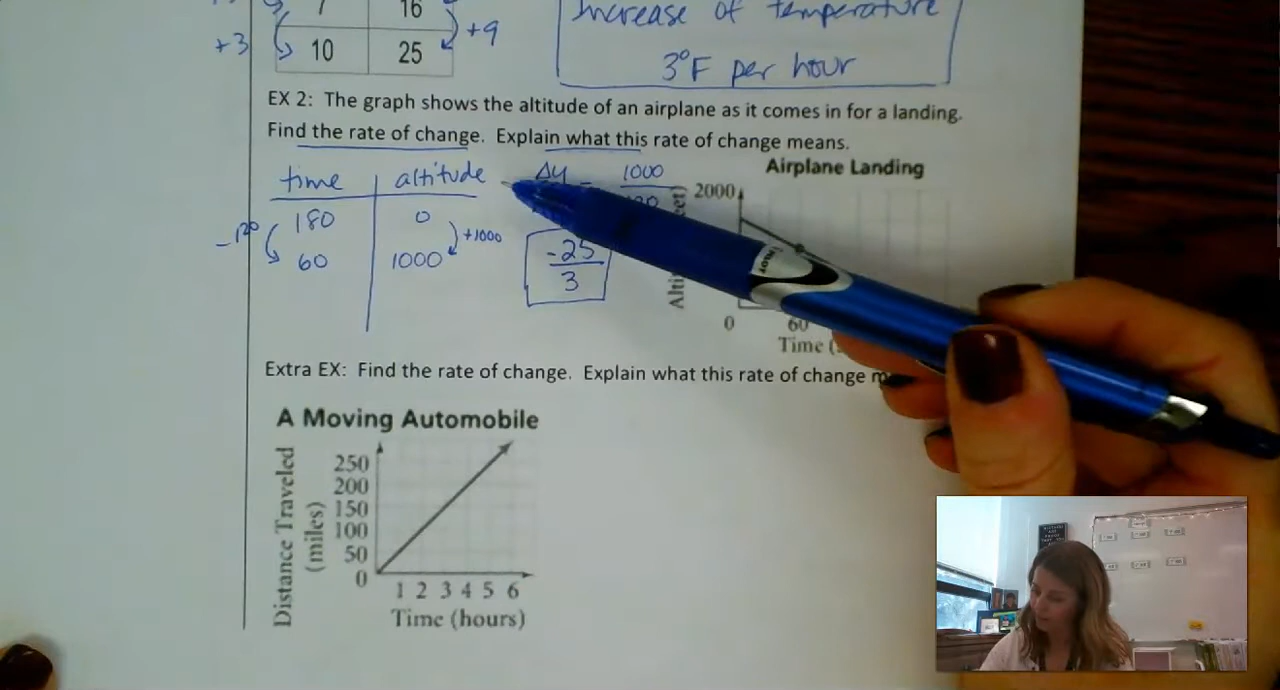 16
+9
+3
10 25
Increase of temperature
3°F per hour
EX 2: The graph shows the altitude of an airplane as it comes in for a landing.
Find the rate of change. Explain what this rate of change means.
time altitude
180 0
60 1000
-120
+1000
Δy 1000
-25
3
Airplane Landing
2000
0
60
Time (
Extra EX: Find the rate of change. Explain what this rate of change
A Moving Automobile
Distance Traveled
(miles)
250
200
150
100
50
0
1 2 3 4 5 6
Time (hours)